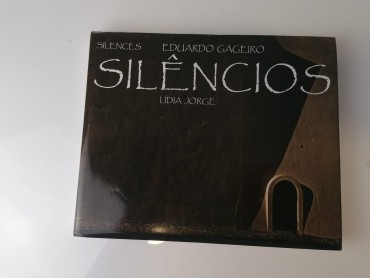 SILENCES EDUARDO GAGEIRO
SILÊNCIOS
LÍDIA JORGE